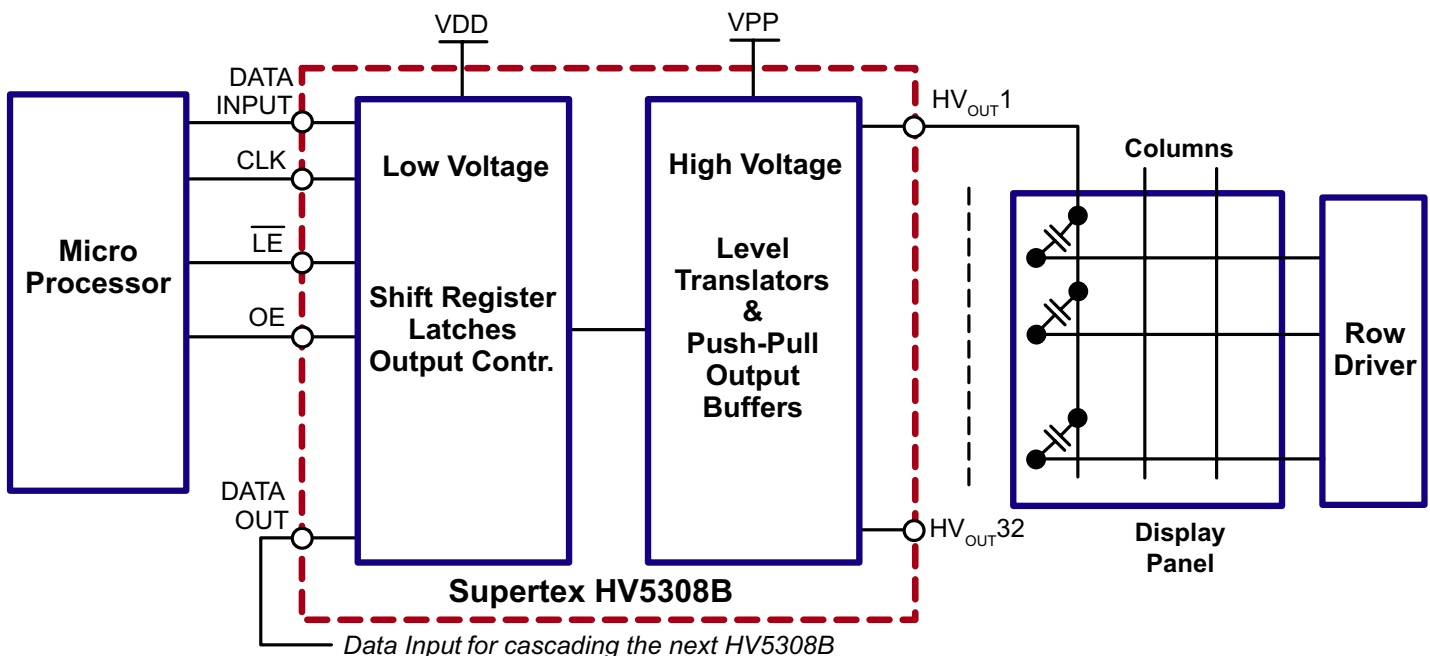 VDD
VPP
DATA
INPUT
CLK
LE
OE
DATA
OUT
Micro
Processor
Low Voltage
Shift Register
Latches
Output Contr.
High Voltage
Level
Translators
&
Push-Pull
Output
Buffers
HVOUT1
HVOUT32
Columns
Display
Panel
Row
Driver
Supertex HV5308B
Data Input for cascading the next HV5308B